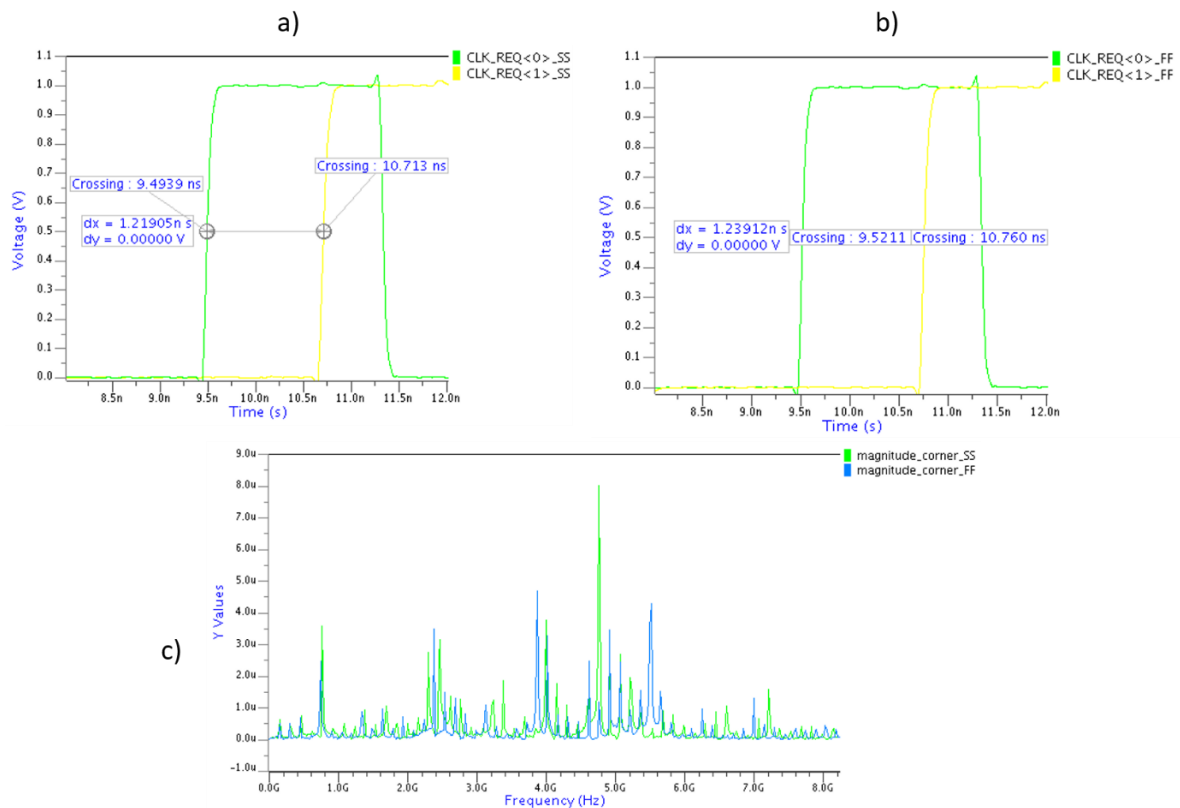 a)
b)
CLK_REQ<0>_SS
CLK_REQ<1>_SS
1.1
1.0
0.9
0.8
0.7
0.6
0.5
0.4
0.3
0.2
0.1
0.0
Voltage (V)
Crossing : 9.4939 ns
Crossing : 10.713 ns
dx = 1.21905n s
dy = 0.00000 V
8.5n 9.0n 9.5n 10.0n 10.5n 11.0n 11.5n 12.0n
Time (s)
CLK_REQ<0>_FF
CLK_REQ<1>_FF
1.1
1.0
0.9
0.8
0.7
0.6
0.5
0.4
0.3
0.2
0.1
0.0
Voltage (V)
dx = 1.23912n s
dy = 0.00000 V
Crossing : 9.5211
Crossing : 10.760 ns
8.5n 9.0n 9.5n 10.0n 10.5n 11.0n 11.5n 12.0n
Time (s)
c)
magnitude_corner_SS
magnitude_corner_FF
9.0u
8.0u
7.0u
6.0u
5.0u
4.0u
3.0u
2.0u
1.0u
0.0u
-1.0u
Y Values
0.0G 1.0G 2.0G 3.0G 4.0G 5.0G 6.0G 7.0G 8.0G
Frequency (Hz)